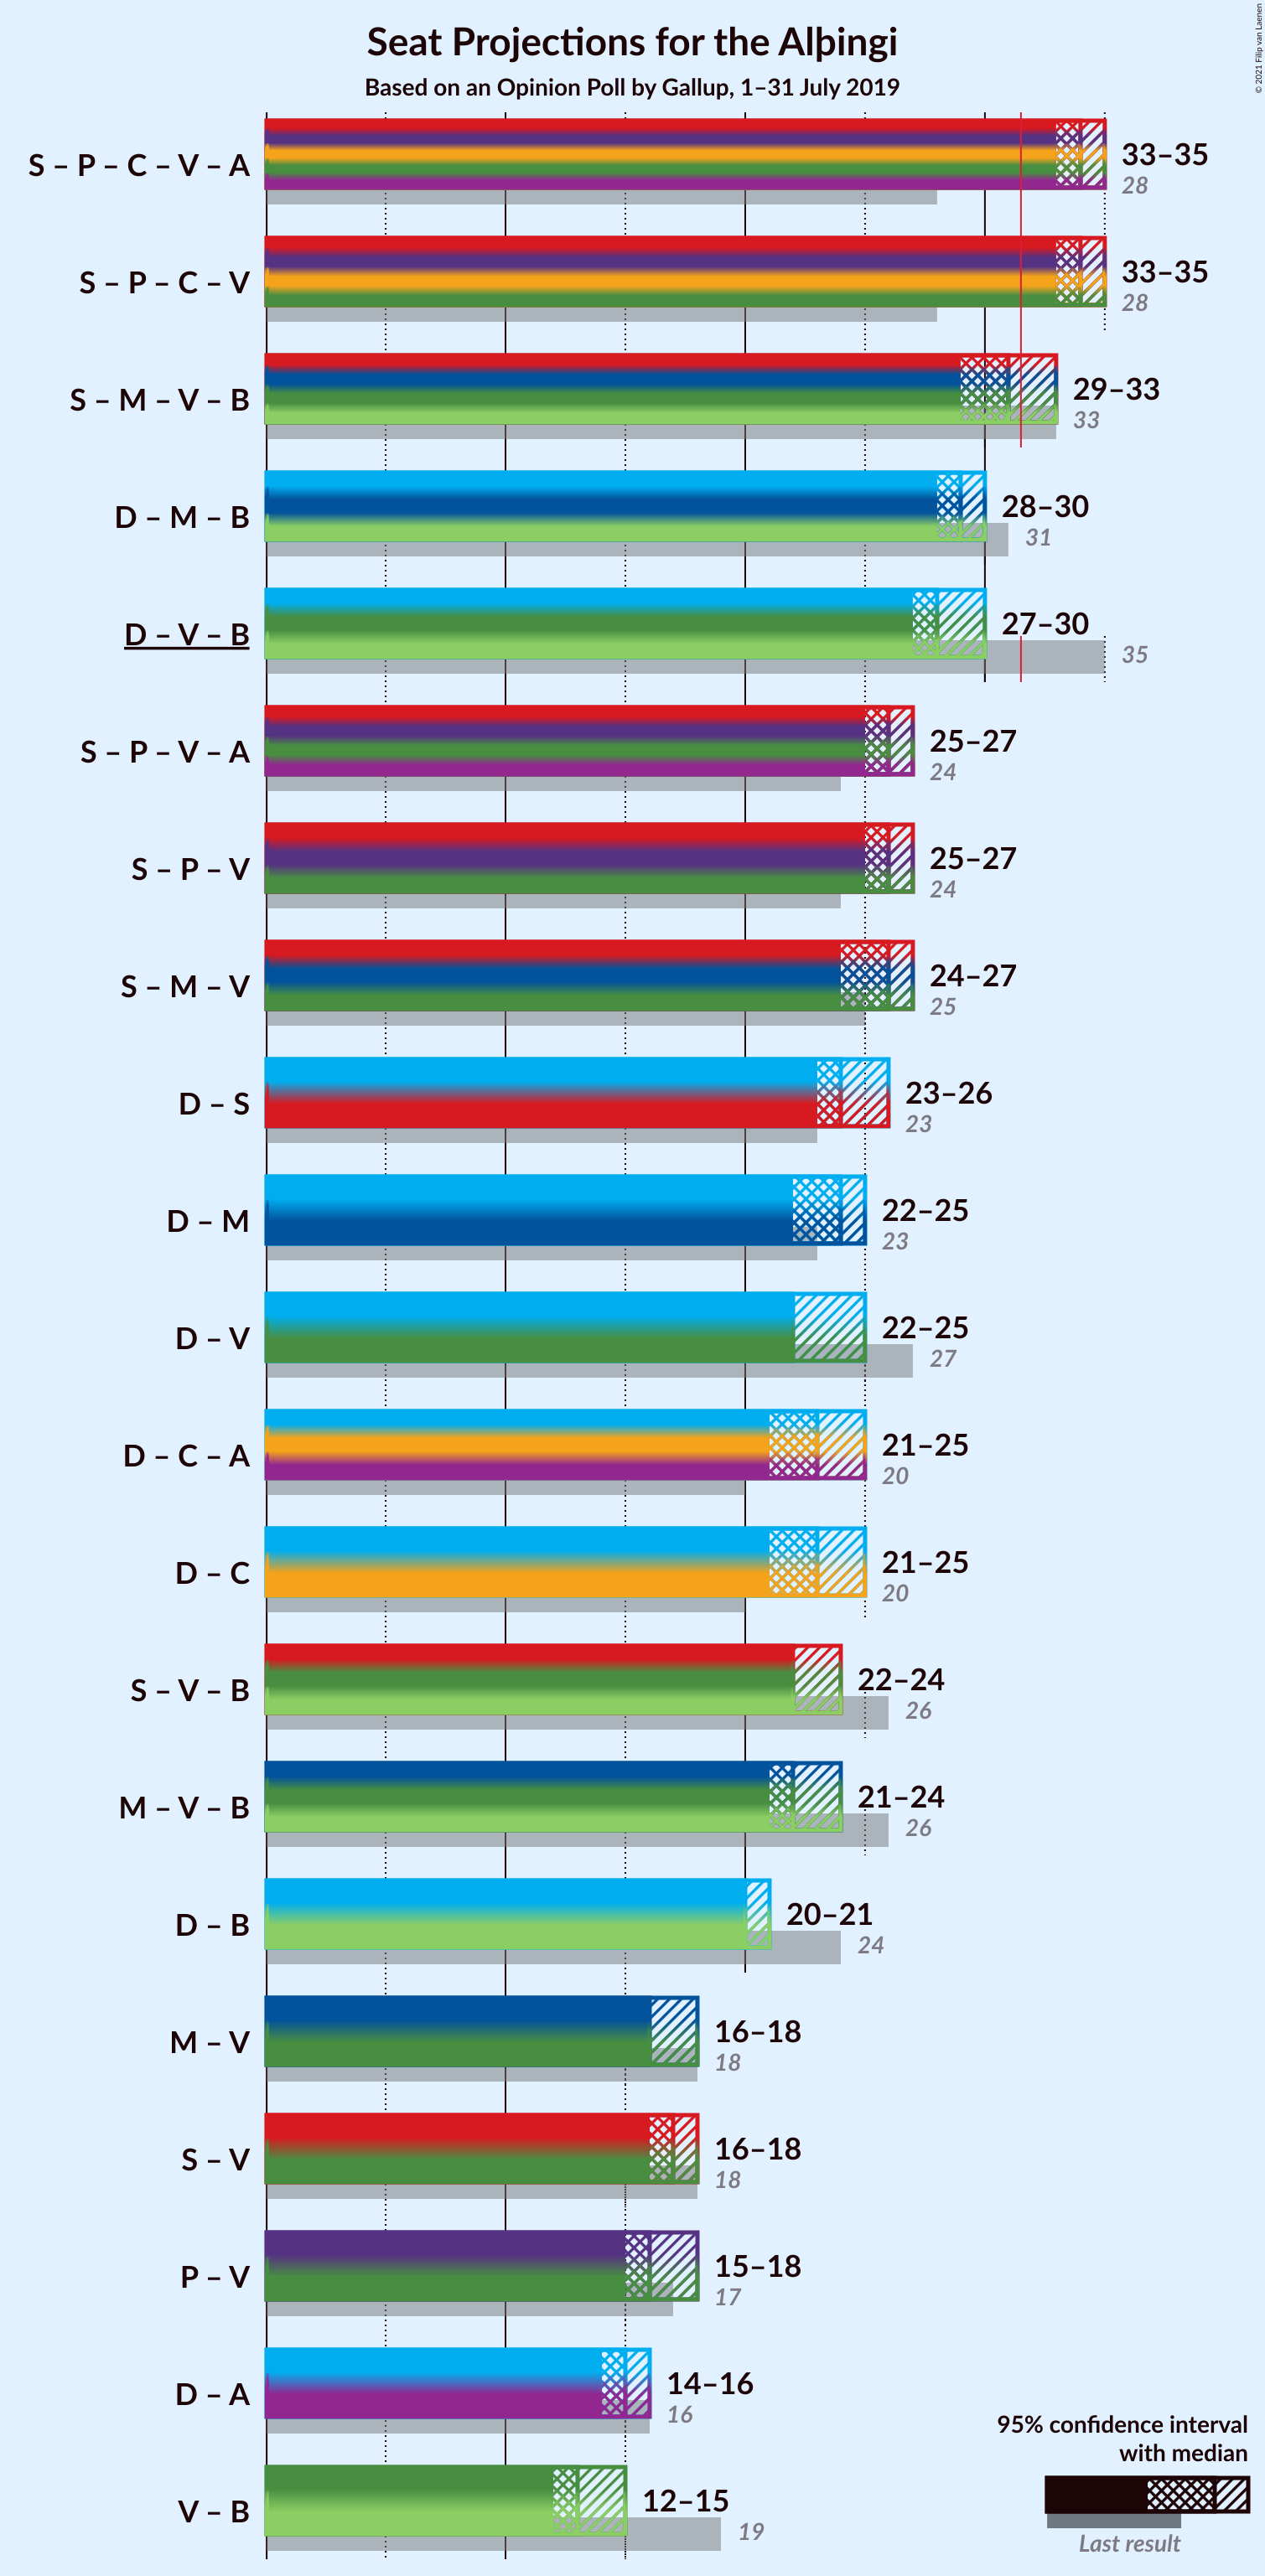 Seat Projections for the Alþingi
Based on an Opinion Poll by Gallup, 1–31 July 2019
© 2021 Filip van Laenen
S – P – C – V – A
33–35
28
S – P – C – V
33–35
28
S – M – V – B
29–33
33
D – M – B
28–30
31
D – V – B
27–30
35
S – P – V – A
25–27
24
S – P – V
25–27
24
S – M – V
24–27
25
D – S
23–26
23
D – M
22–25
23
D – V
22–25
27
D – C – A
21–25
20
D – C
21–25
20
S – V – B
22–24
26
M – V – B
21–24
26
D – B
20–21
24
M – V
16–18
18
S – V
16–18
18
P – V
15–18
17
D – A
14–16
16
V – B
12–15
19
95% confidence interval
with median
Last result